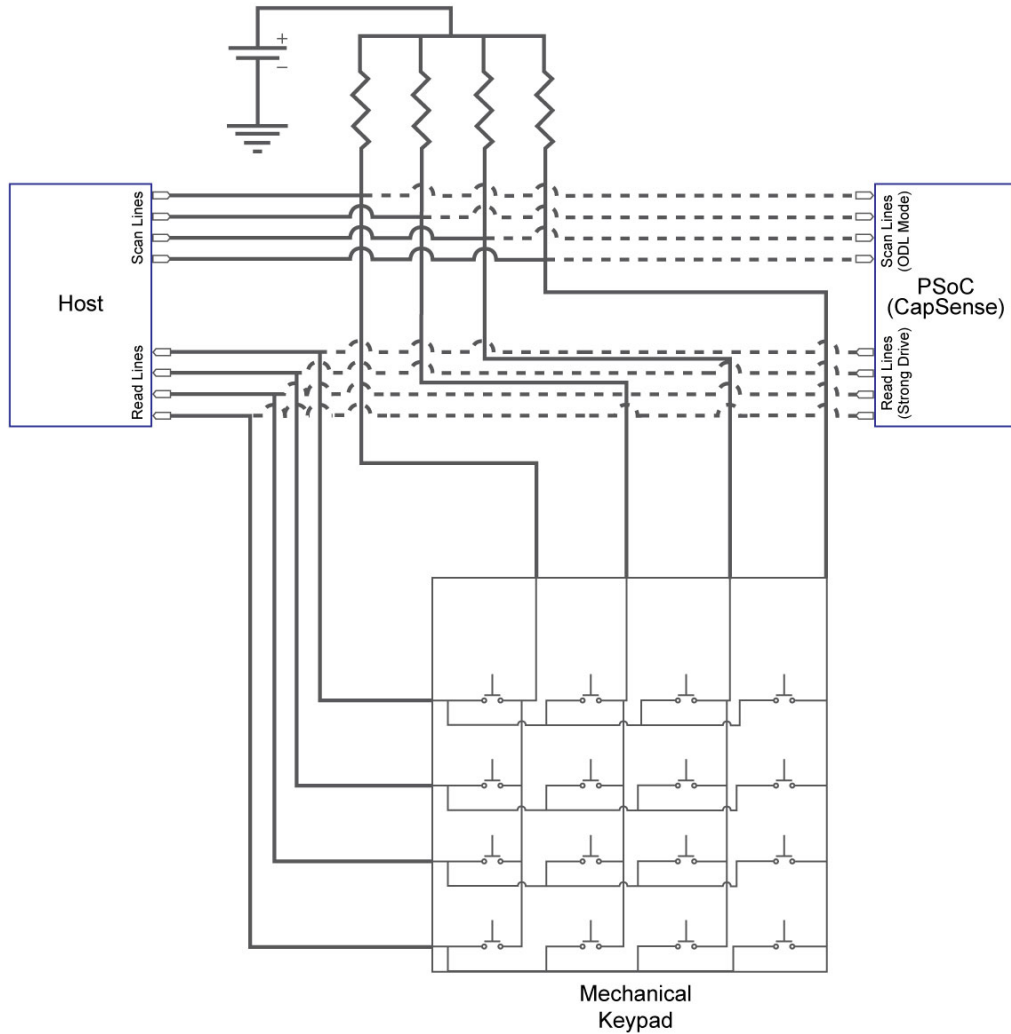 +
−
Host
Scan Lines
Read Lines
Scan Lines
(ODL Mode)
PSoC
(CapSense)
Read Lines
(Strong Drive)
Mechanical
Keypad